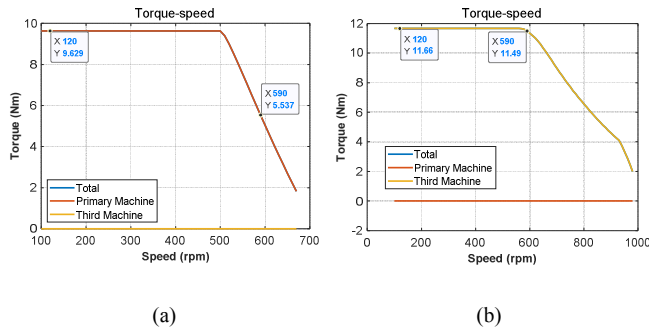 Torque-speed
10
8
6
4
2
0
X 120
Y 9.629
X 590
Y 5.537
Total
Primary Machine
Third Machine
100 200 300 400 500 600 700
Speed (rpm)
Torque (Nm)
(a)
Torque-speed
12
10
8
6
4
2
0
-2
X 120
Y 11.66
X 590
Y 11.49
Total
Primary Machine
Third Machine
0 200 400 600 800 1000
Speed (rpm)
Torque (Nm)
(b)